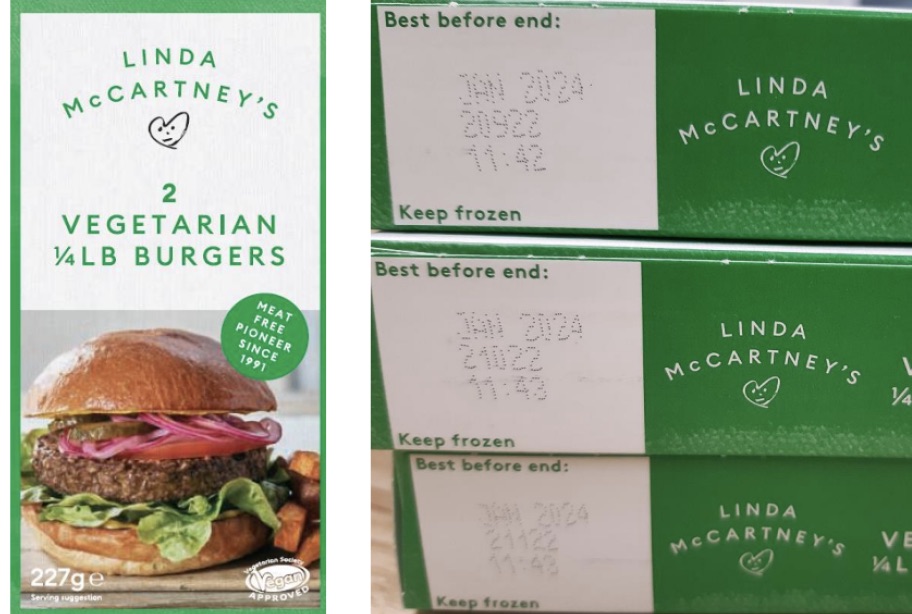 LINDA
McCARTNEY'S
2
VEGETARIAN
¼LB BURGERS
MEAT
FREE
PIONEER
SINCE
1991
227g e
Serving suggestion
Vegetarian Society
Vegan
APPROVED
Best before end:
JAN 2024
20922
11:42
Keep frozen
LINDA
McCARTNEY'S
Best before end:
JAN 2024
21022
11:43
Keep frozen
LINDA
McCARTNEY'S
V
¼
Best before end:
JAN 2024
21122
11:43
Keep frozen
LINDA
McCARTNEY'S
VE
¼L